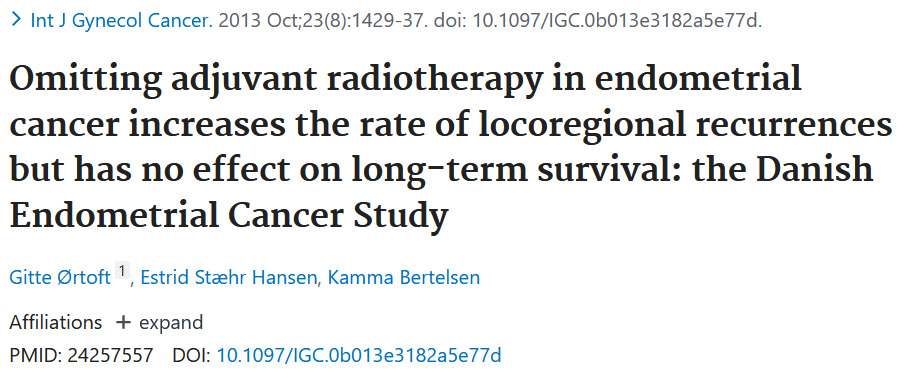 > Int J Gynecol Cancer. 2013 Oct;23(8):1429-37. doi: 10.1097/IGC.0b013e3182a5e77d.
Omitting adjuvant radiotherapy in endometrial
cancer increases the rate of locoregional recurrences
but has no effect on long-term survival: the Danish
Endometrial Cancer Study
Gitte Ørtoft 1, Estrid Stæhr Hansen, Kamma Bertelsen
Affiliations + expand
PMID: 24257557 DOI: 10.1097/IGC.0b013e3182a5e77d